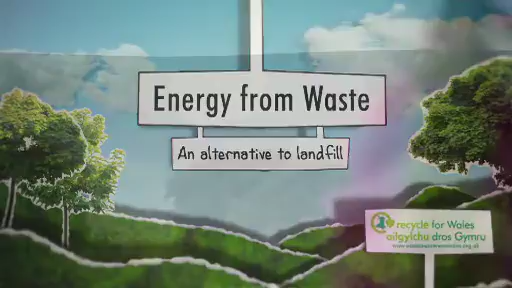 Energy from Waste
An alternative to landfill
recycle for Wales
ailgylchu dros Gymru